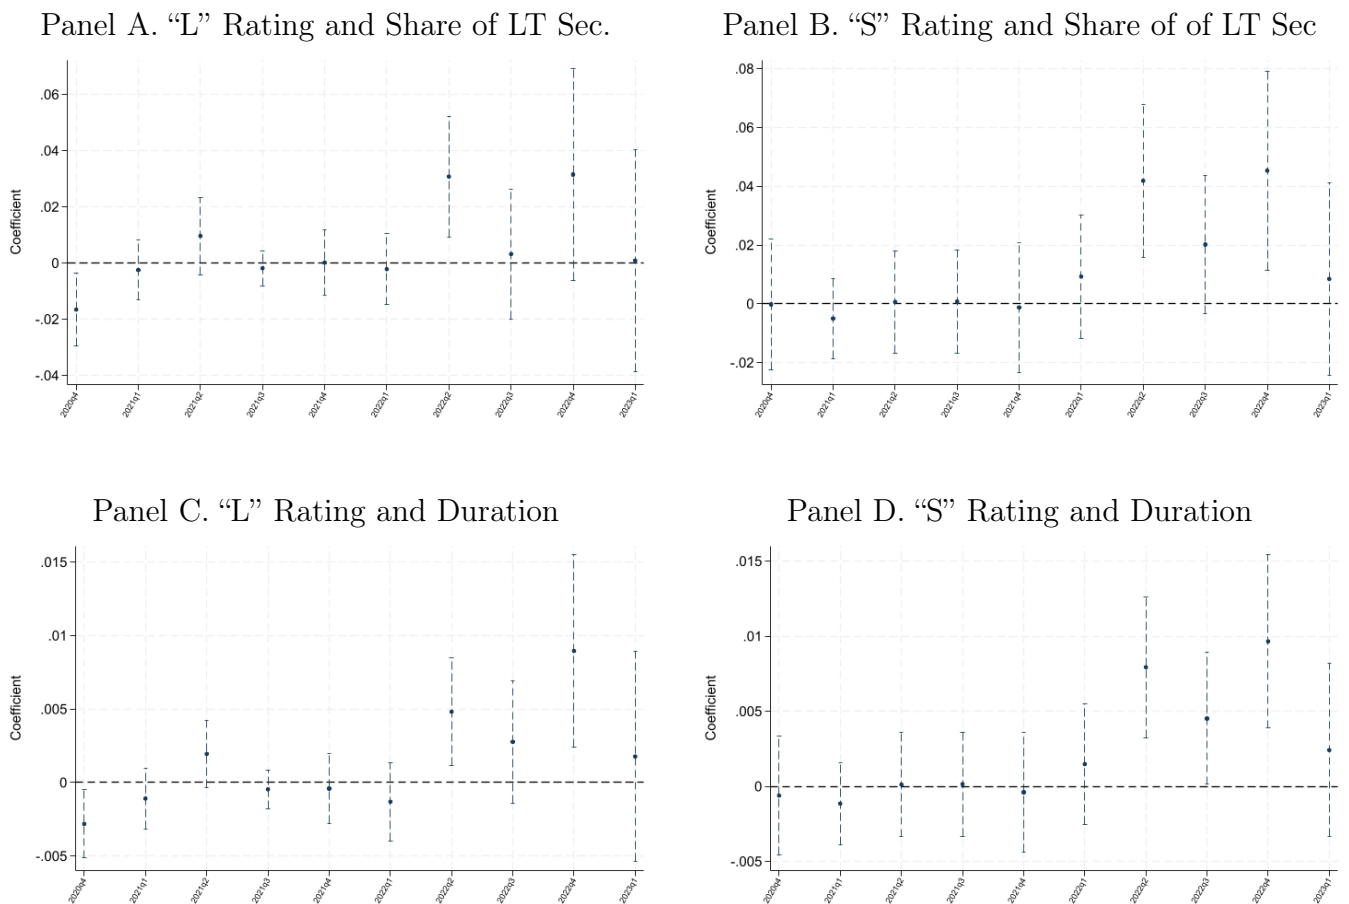 Panel A. “L” Rating and Share of LT Sec.
Coefficient
.06
.04
.02
0
-.02
-.04
2020q4 2021q1 2021q2 2021q3 2021q4 2022q1 2022q2 2022q3 2022q4 2023q1
Panel B. “S” Rating and Share of of LT Sec
Coefficient
.08
.06
.04
.02
0
-.02
2020q4 2021q1 2021q2 2021q3 2021q4 2022q1 2022q2 2022q3 2022q4 2023q1
Panel C. “L” Rating and Duration
Coefficient
.015
.01
.005
0
-.005
2020q4 2021q1 2021q2 2021q3 2021q4 2022q1 2022q2 2022q3 2022q4 2023q1
Panel D. “S” Rating and Duration
Coefficient
.015
.01
.005
0
-.005
2020q4 2021q1 2021q2 2021q3 2021q4 2022q1 2022q2 2022q3 2022q4 2023q1